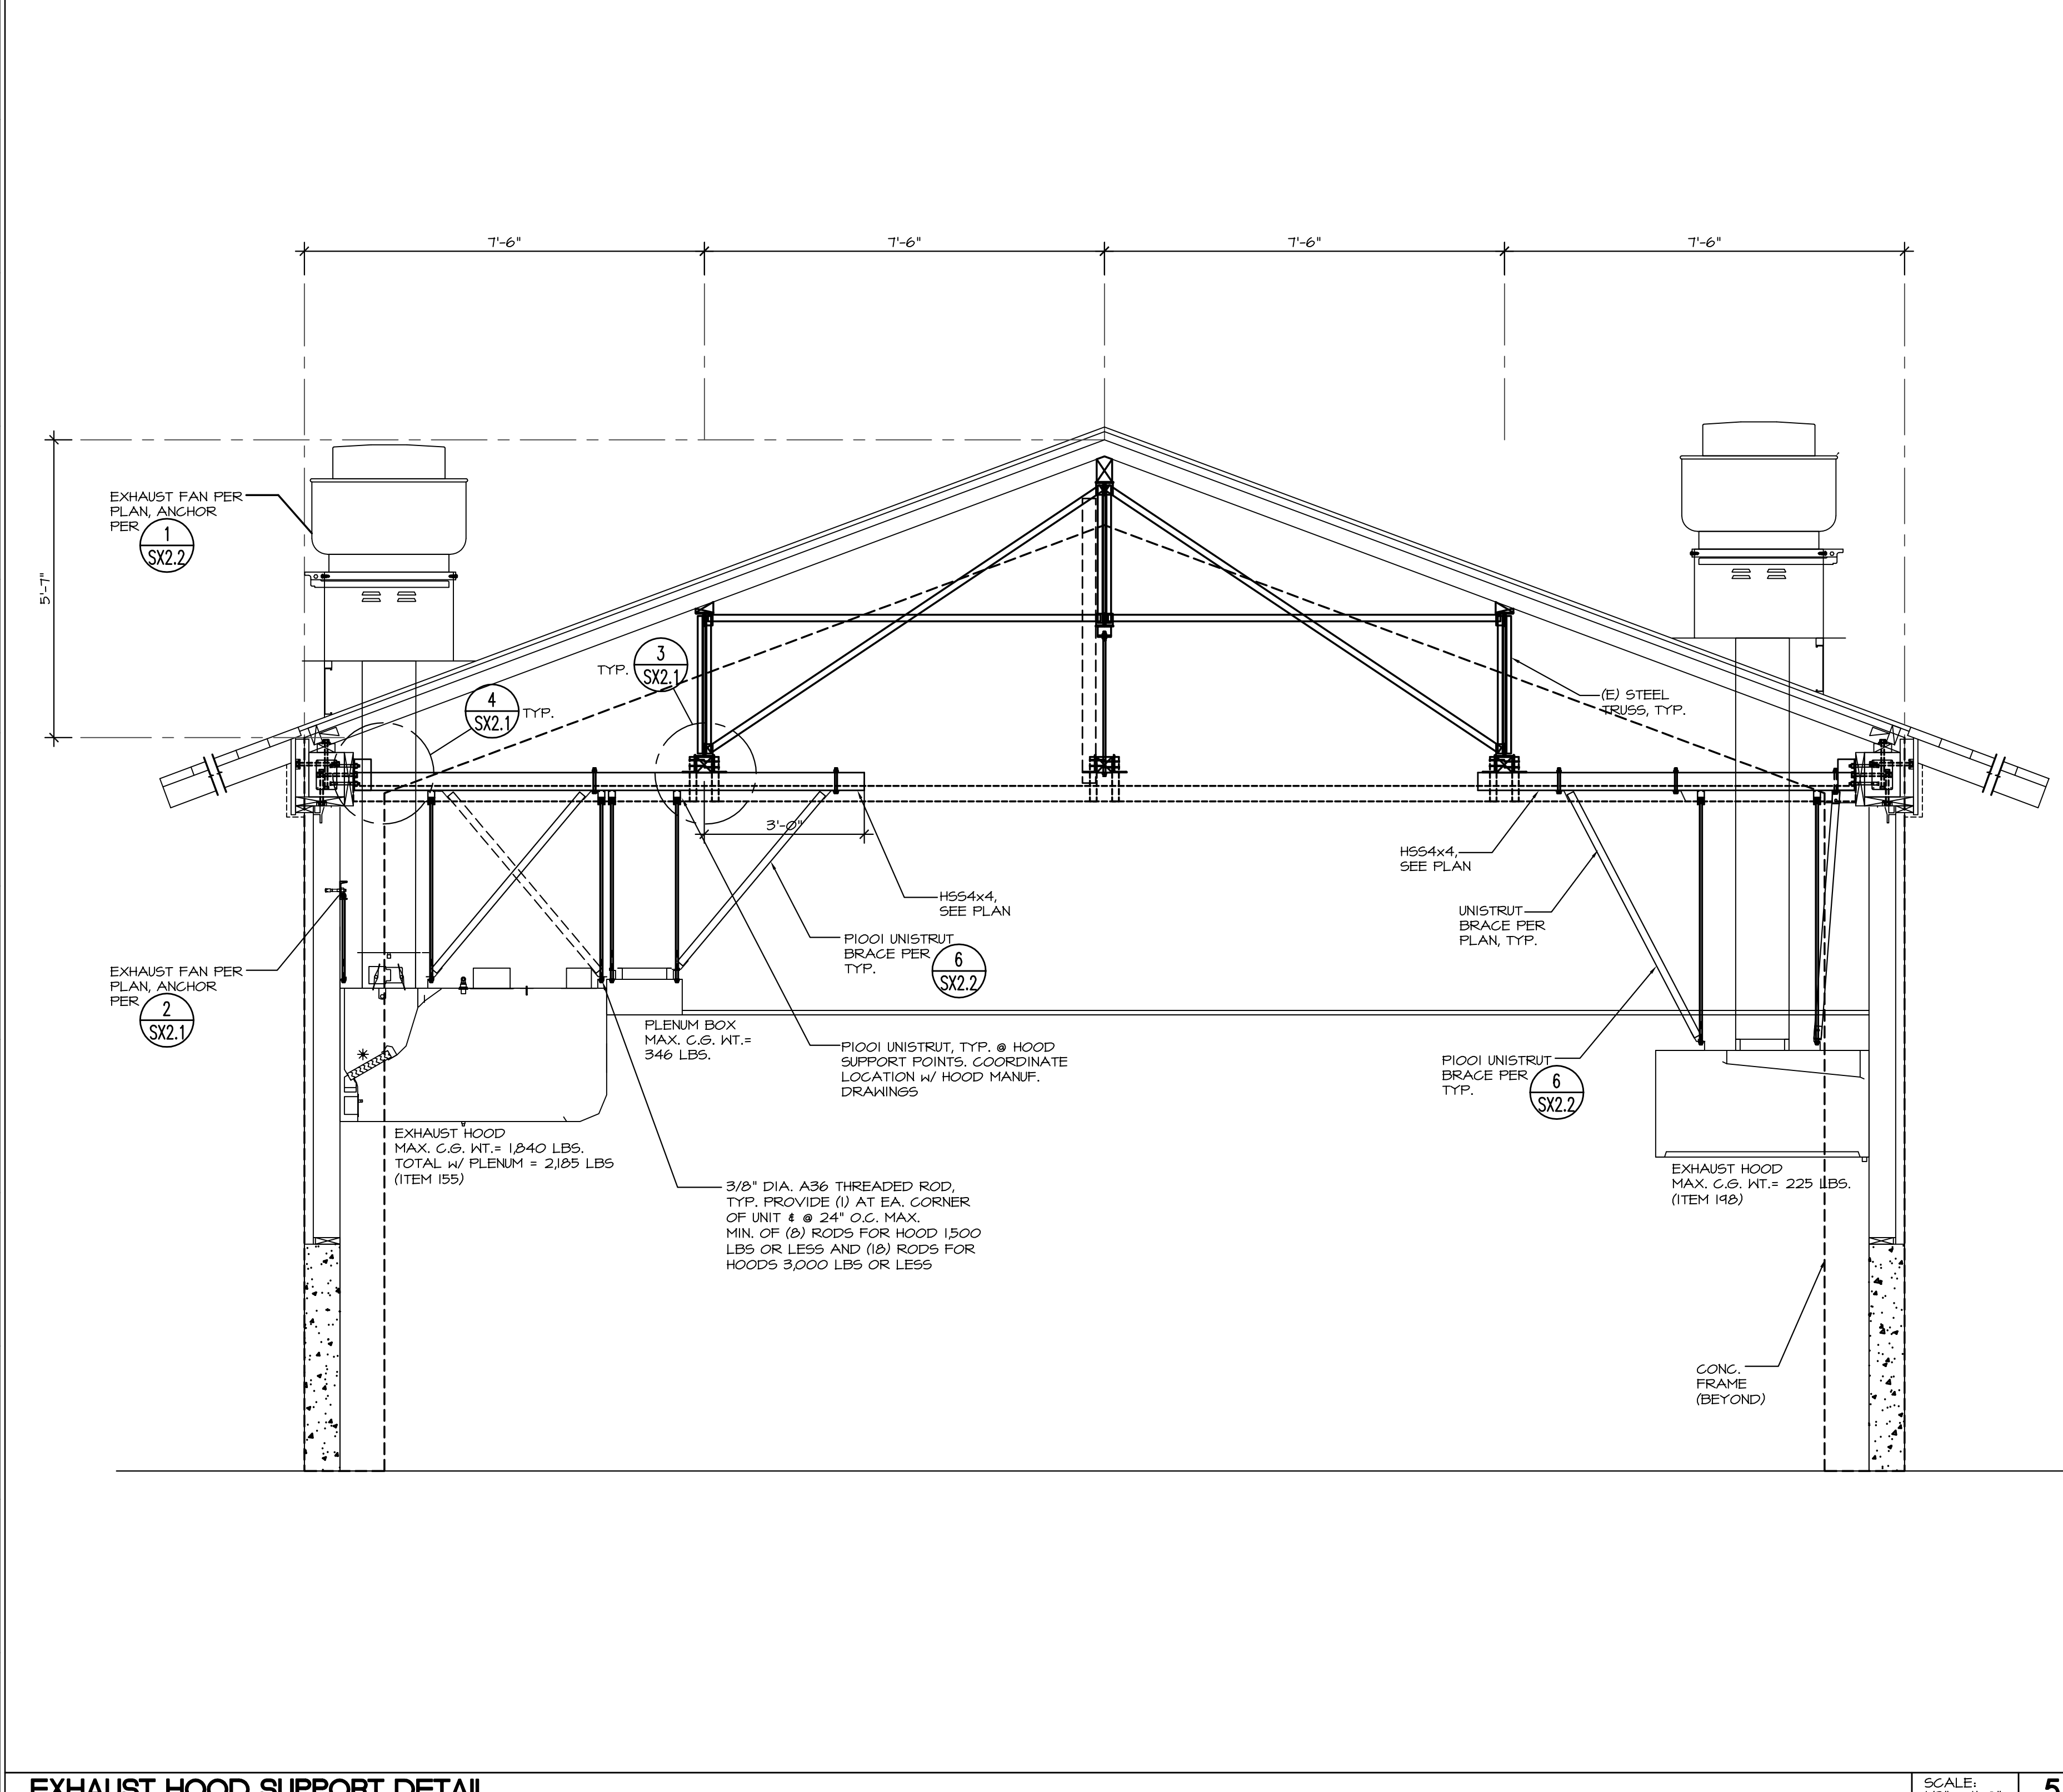 7'-6"
7'-6"
7'-6"
7'-6"
5'-7"
EXHAUST FAN PER
PLAN, ANCHOR
PER
1
SX2.2
3
SX2.1
TYP.
4
SX2.1
TYP.
(E) STEEL
TRUSS, TYP.
3'-0"
HSS4x4,
SEE PLAN
HSS4x4,
SEE PLAN
P1001 UNISTRUT
BRACE PER
TYP.
6
SX2.2
UNISTRUT
BRACE PER
PLAN, TYP.
EXHAUST FAN PER
PLAN, ANCHOR
PER
2
SX2.1
PLENUM BOX
MAX. C.G. WT.=
346 LBS.
P1001 UNISTRUT, TYP. @ HOOD
SUPPORT POINTS. COORDINATE
LOCATION W/ HOOD MANUF.
DRAWINGS
P1001 UNISTRUT
BRACE PER
TYP.
6
SX2.2
EXHAUST HOOD
MAX. C.G. WT.= 1,840 LBS.
TOTAL W/ PLENUM = 2,185 LBS
(ITEM 155)
EXHAUST HOOD
MAX. C.G. WT.= 225 LBS.
(ITEM 198)
3/8" DIA. A36 THREADED ROD,
TYP. PROVIDE (1) AT EA. CORNER
OF UNIT & @ 24" O.C. MAX.
MIN. OF (8) RODS FOR HOOD 1,500
LBS OR LESS AND (18) RODS FOR
HOODS 3,000 LBS OR LESS
CONC.
FRAME
(BEYOND)
EXHAUST HOOD SUPPORT DETAIL
SCALE:
5